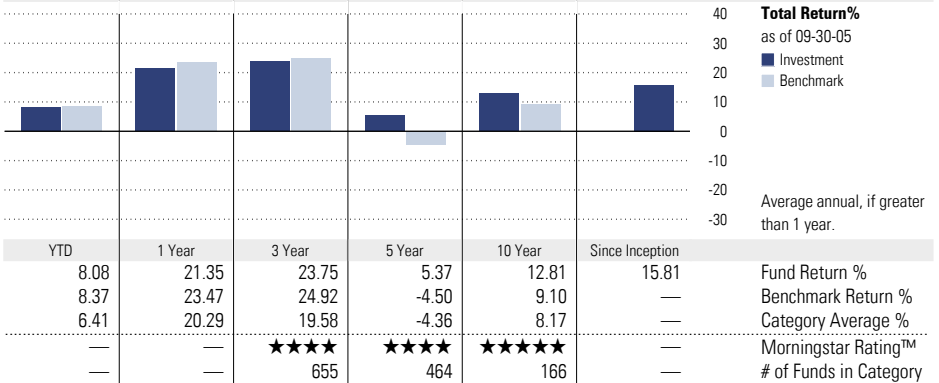 40
30
20
10
0
-10
-20
-30
Total Return%
as of 09-30-05
Investment
Benchmark
Average annual, if greater
than 1 year.
YTD 1 Year 3 Year 5 Year 10 Year Since Inception
8.08 21.35 23.75 5.37 12.81 15.81 Fund Return %
8.37 23.47 24.92 -4.50 9.10 — Benchmark Return %
6.41 20.29 19.58 -4.36 8.17 — Category Average %
— — ★★★★ ★★★★ ★★★★★ — Morningstar Rating™
— — 655 464 166 — # of Funds in Category